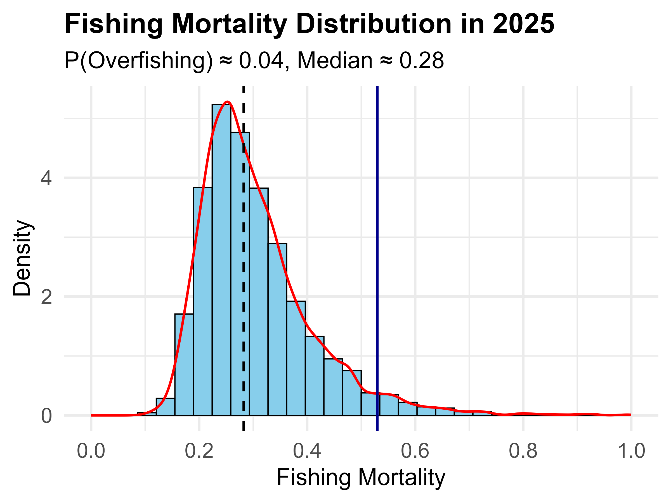 Fishing Mortality Distribution in 2025
P(Overfishing) ≈ 0.04, Median ≈ 0.28
Density
4
2
0
0.0 0.2 0.4 0.6 0.8 1.0
Fishing Mortality